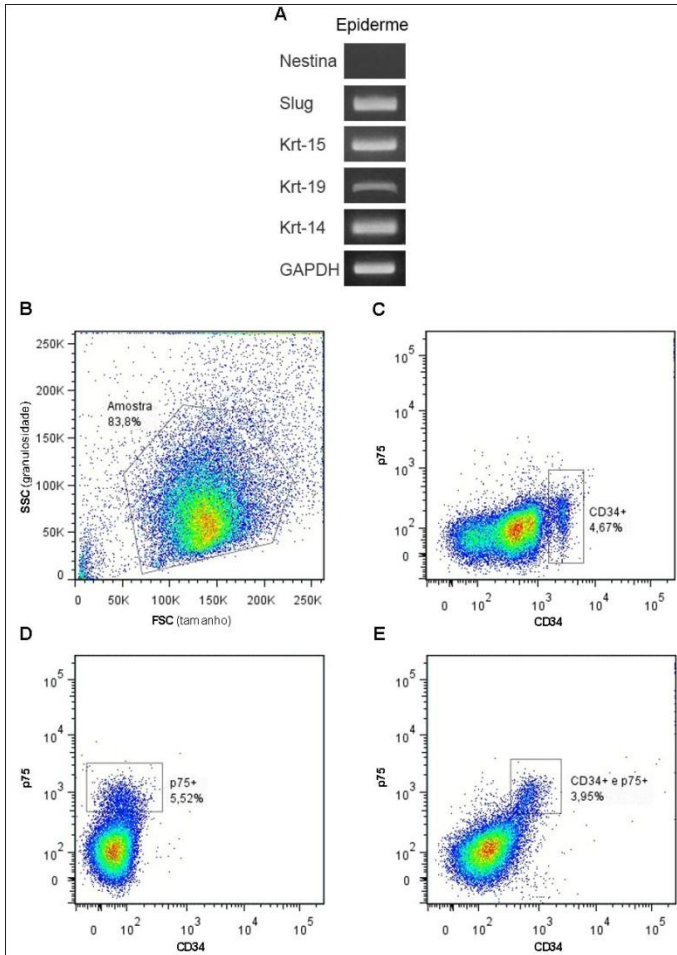 A
Epiderme
Nestina
Slug
Krt-15
Krt-19
Krt-14
GAPDH
B
250K
200K
150K
100K
50K
0
SSC (granulosidade)
Amostra
83,8%
0 50K 100K 150K 200K 250K
FSC (tamanho)
C
10^5
10^4
10^3
10^2
0
p75
CD34+
4,67%
0 10^2 10^3 10^4 10^5
CD34
D
10^5
10^4
10^3
10^2
0
p75
p75+
5,52%
0 10^2 10^3 10^4 10^5
CD34
E
10^5
10^4
10^3
10^2
0
p75
CD34+ e p75+
3,95%
0 10^2 10^3 10^4 10^5
CD34